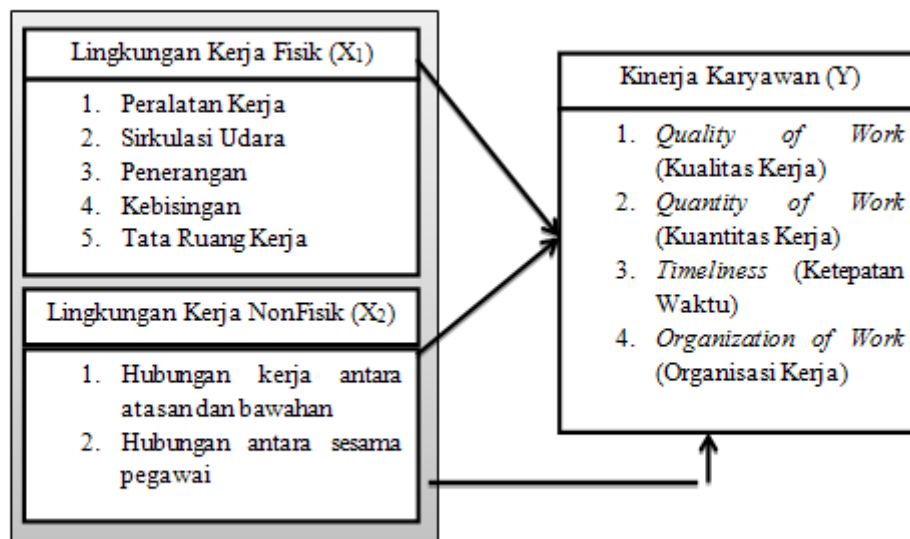 Lingkungan Kerja Fisik (X1)
1. Peralatan Kerja
2. Sirkulasi Udara
3. Penerangan
4. Kebisingan
5. Tata Ruang Kerja
Lingkungan Kerja NonFisik (X2)
1. Hubungan kerja antara
atasan dan bawahan
2. Hubungan antara sesama
pegawai
Kinerja Karyawan (Y)
1. Quality of Work
(Kualitas Kerja)
2. Quantity of Work
(Kuantitas Kerja)
3. Timeliness (Ketepatan
Waktu)
4. Organization of Work
(Organisasi Kerja)